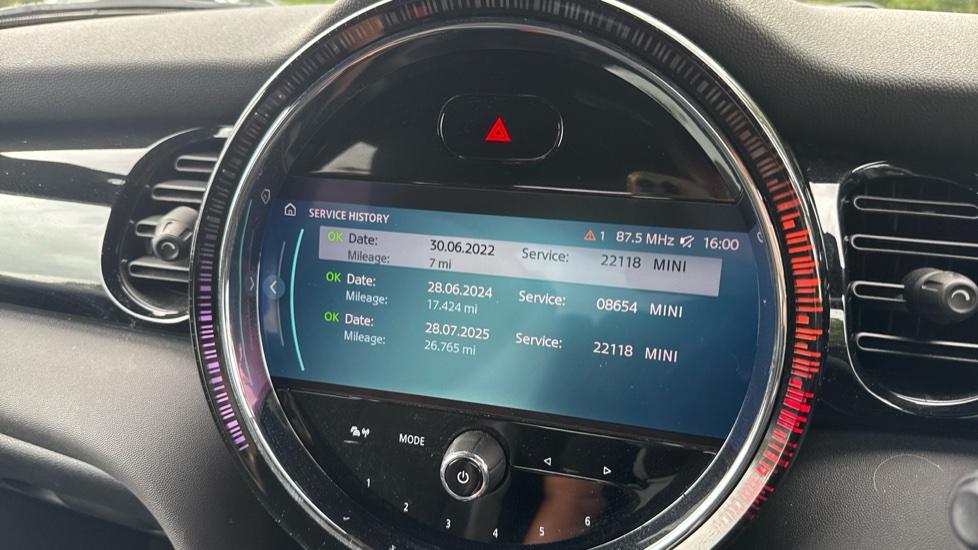 SERVICE HISTORY
1 87.5 MHz 16:00
OK Date: 30.06.2022 Service: 22118 MINI
Mileage: 7 mi
OK Date: 28.06.2024 Service: 08654 MINI
Mileage: 17.424 mi
OK Date: 28.07.2025 Service: 22118 MINI
Mileage: 26.765 mi
MODE
1 2 3 4 5 6